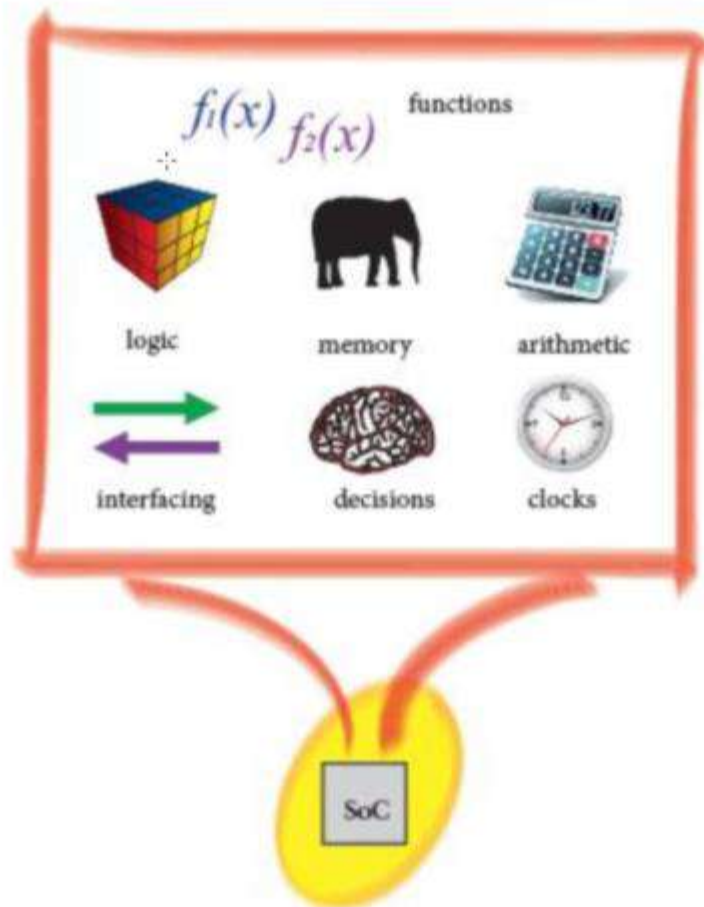 f1(x) f2(x) functions
logic memory arithmetic
interfacing decisions clocks
SoC